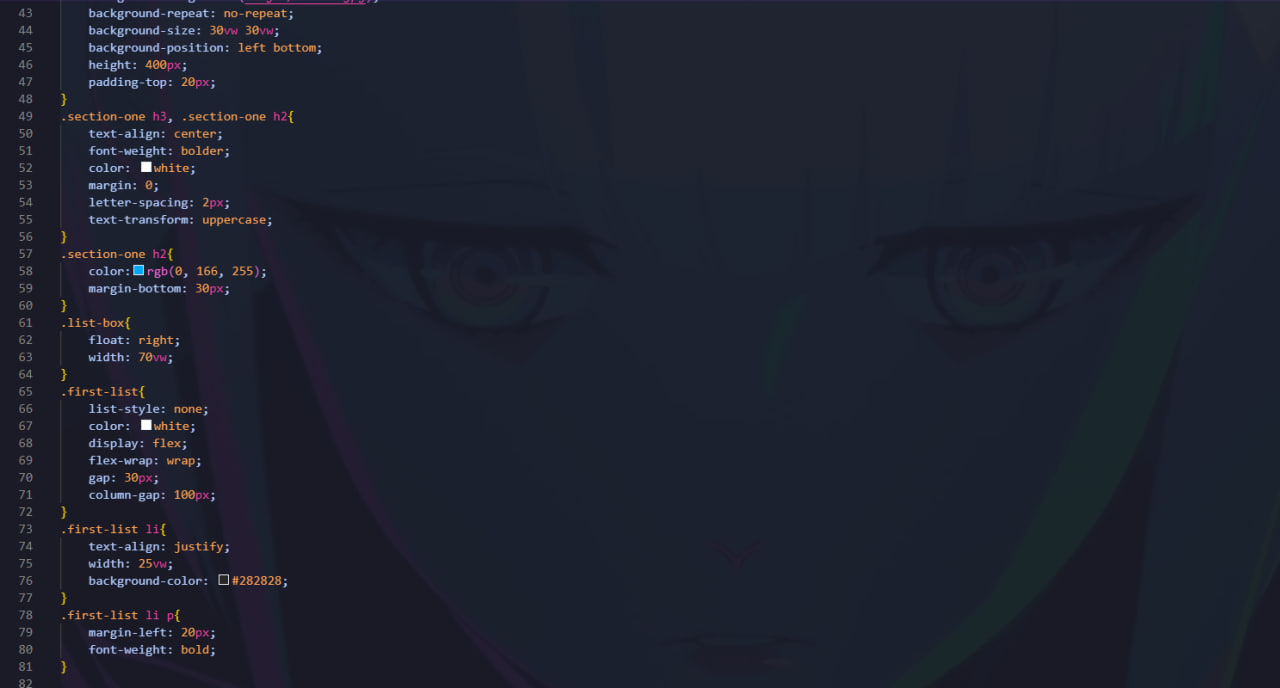 43 background-repeat: no-repeat;
44 background-size: 30vw 30vw;
45 background-position: left bottom;
46 height: 400px;
47 padding-top: 20px;
48 }
49 .section-one h3, .section-one h2{
50 text-align: center;
51 font-weight: bolder;
52 color: white;
53 margin: 0;
54 letter-spacing: 2px;
55 text-transform: uppercase;
56 }
57 .section-one h2{
58 color:rgb(0, 166, 255);
59 margin-bottom: 30px;
60 }
61 .list-box{
62 float: right;
63 width: 70vw;
64 }
65 .first-list{
66 list-style: none;
67 color: white;
68 display: flex;
69 flex-wrap: wrap;
70 gap: 30px;
71 column-gap: 100px;
72 }
73 .first-list li{
74 text-align: justify;
75 width: 25vw;
76 background-color: #282828;
77 }
78 .first-list li p{
79 margin-left: 20px;
80 font-weight: bold;
81 }
82